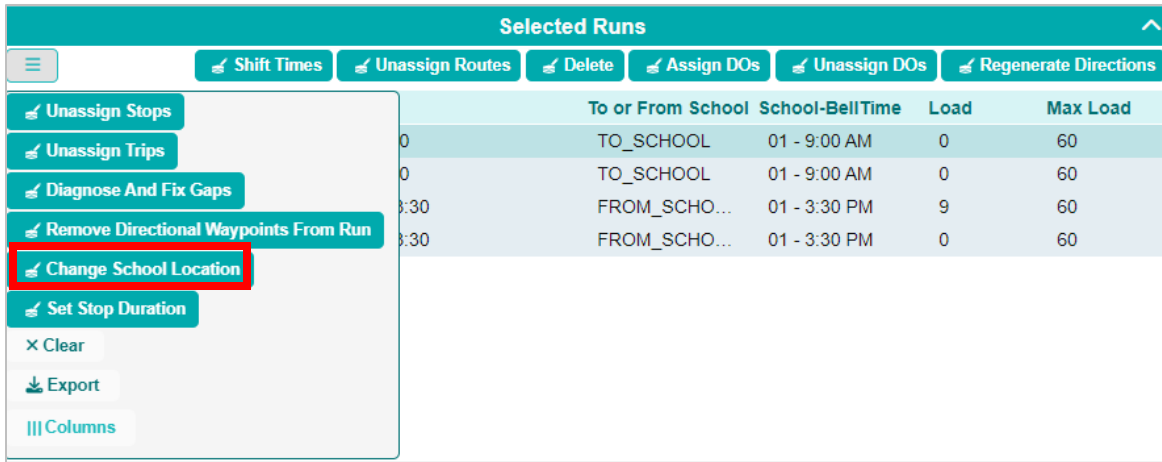 Selected Runs
Shift Times Unassign Routes Delete Assign DOs Unassign DOs Regenerate Directions
To or From School School-BellTime Load Max Load
0 TO_SCHOOL 01 - 9:00 AM 0 60
0 TO_SCHOOL 01 - 9:00 AM 0 60
:30 FROM_SCHO... 01 - 3:30 PM 9 60
:30 FROM_SCHO... 01 - 3:30 PM 0 60
Unassign Stops
Unassign Trips
Diagnose And Fix Gaps
Remove Directional Waypoints From Run
Change School Location
Set Stop Duration
Clear
Export
Columns